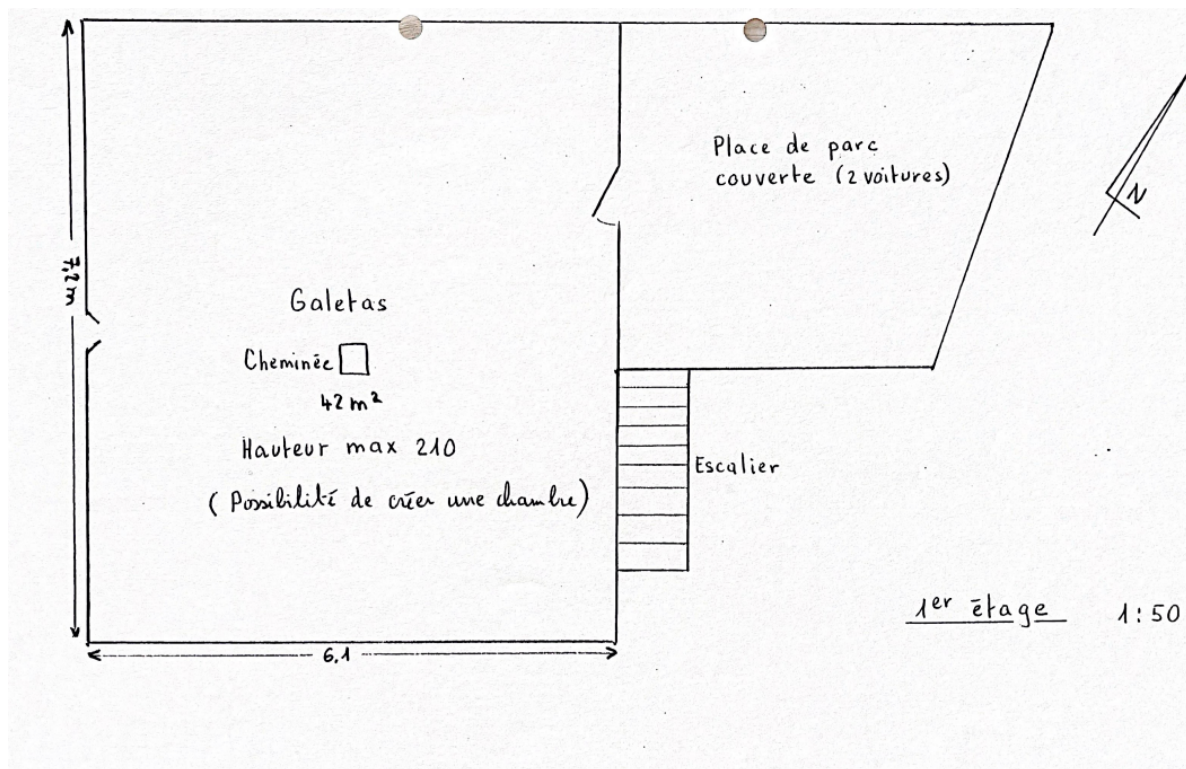 Place de parc
couverte (2 voitures)
N
7,2 m
Galetas
Cheminée
42 m²
Hauteur max 210
(Possibilité de créer une chambre)
Escalier
1er étage 1:50
6.1